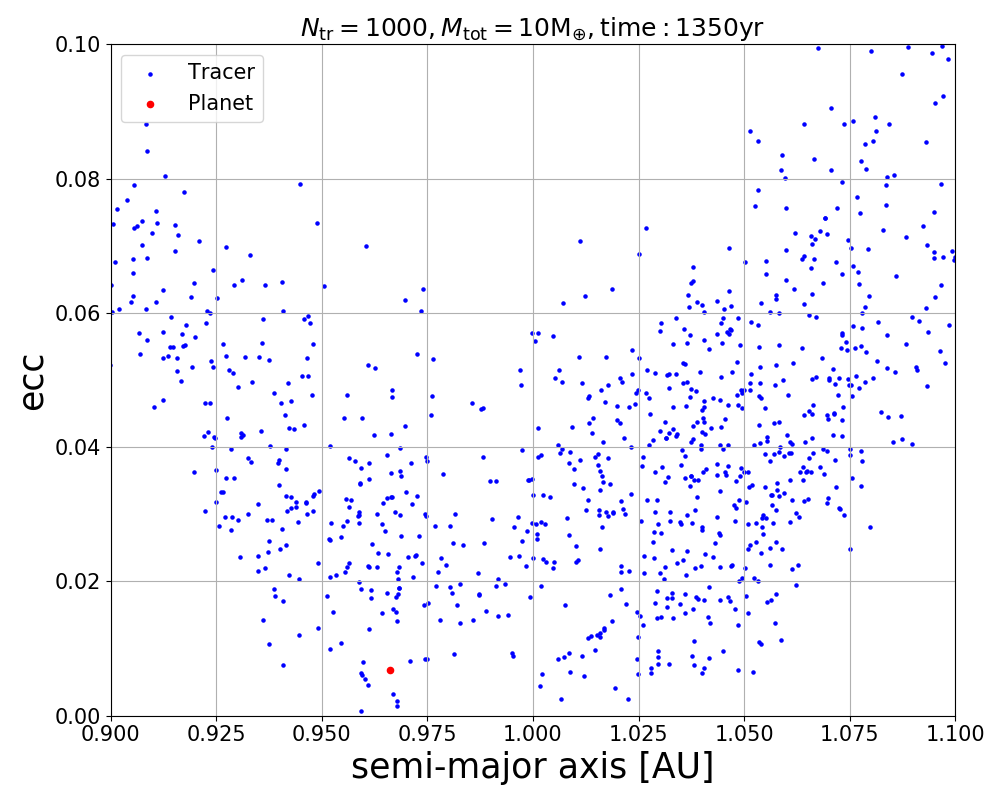 N_tr = 1000, M_tot = 10M_⊕, time : 1350yr
Tracer
Planet
ecc
0.10
0.08
0.06
0.04
0.02
0.00
0.900 0.925 0.950 0.975 1.000 1.025 1.050 1.075 1.100
semi-major axis [AU]